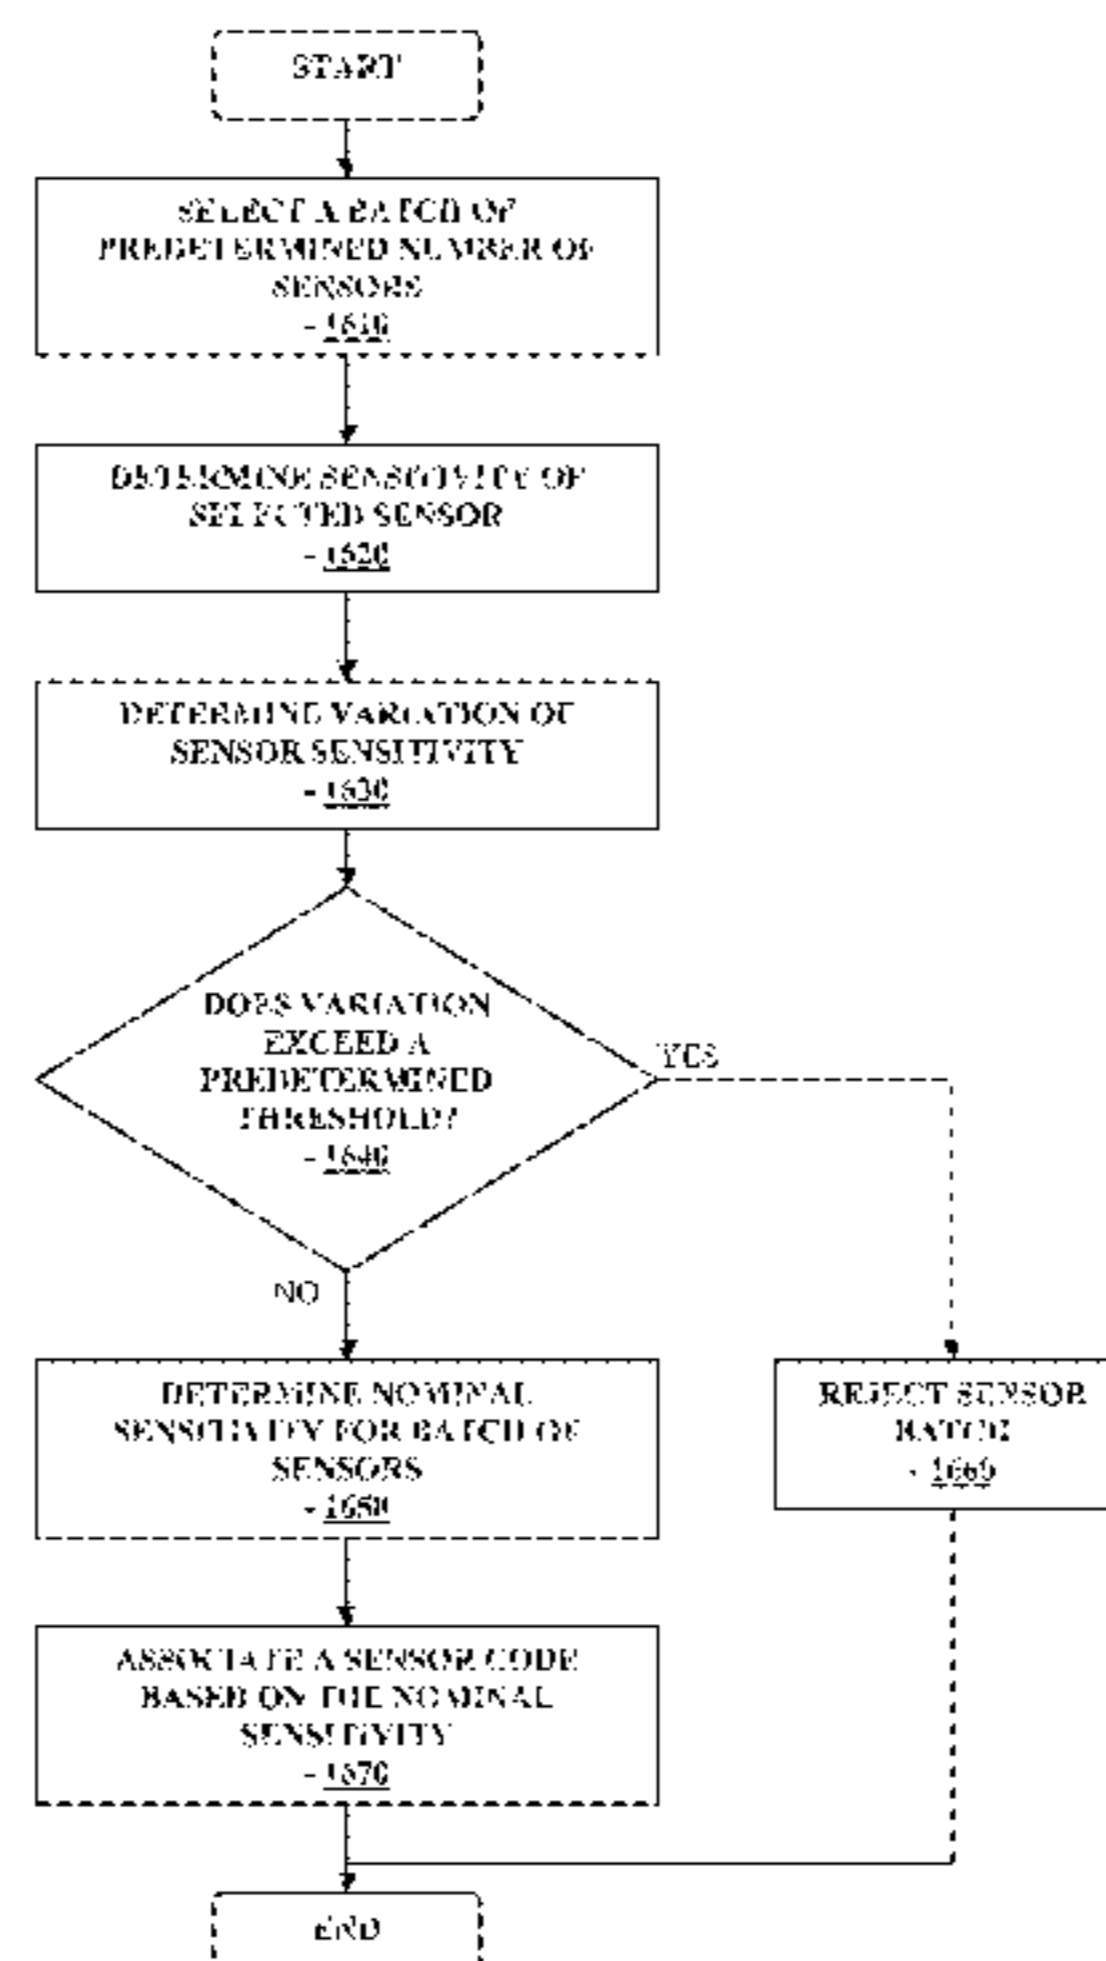 START
SELECT A BATCH OF
PREDETERMINED NUMBER OF
SENSORS
- 1610
DETERMINE SENSITIVITY OF
SELECTED SENSOR
- 1620
DETERMINE VARIATION OF
SENSOR SENSITIVITY
- 1630
DOES VARIATION
EXCEED A
PREDETERMINED
THRESHOLD?
- 1640
YES
NO
DETERMINE NOMINAL
SENSITIVITY FOR BATCH OF
SENSORS
- 1650
REJECT SENSOR
BATCH
- 1660
ASSOCIATE A SENSOR CODE
BASED ON THE NOMINAL
SENSITIVITY
- 1670
END